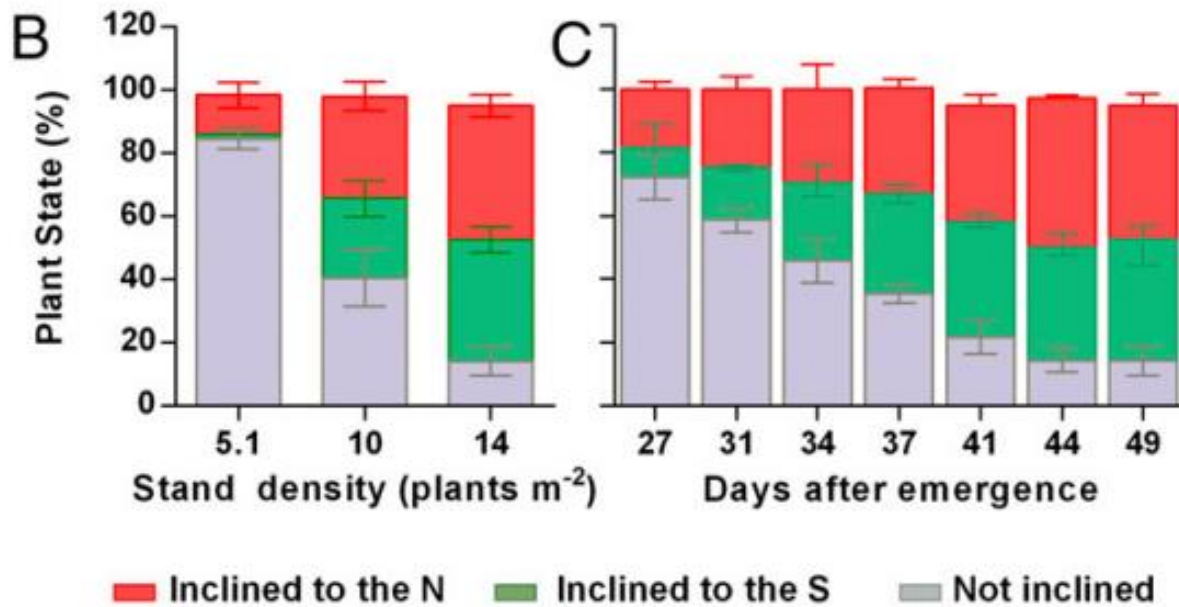 B
120
100
80
60
40
20
0
Plant State (%)
5.1 10 14
Stand density (plants m-2)
C
27 31 34 37 41 44 49
Days after emergence
Inclined to the N Inclined to the S Not inclined